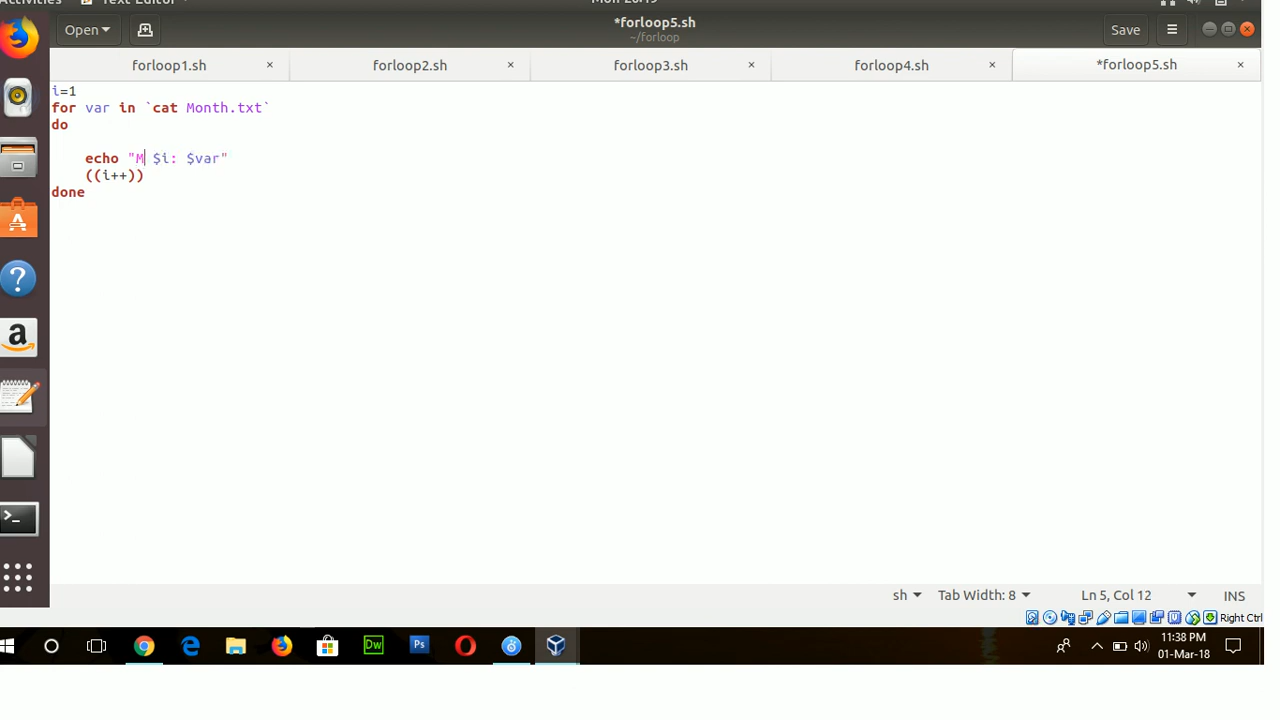 Open
*forloop5.sh
~/forloop
Save
forloop1.sh
forloop2.sh
forloop3.sh
forloop4.sh
*forloop5.sh
i=1
for var in `cat Month.txt`
do
echo "M $i: $var"
((i++))
done
sh
Tab Width: 8
Ln 5, Col 12
INS
Right Ctrl
a
Dw
Ps
11:38 PM
01-Mar-18